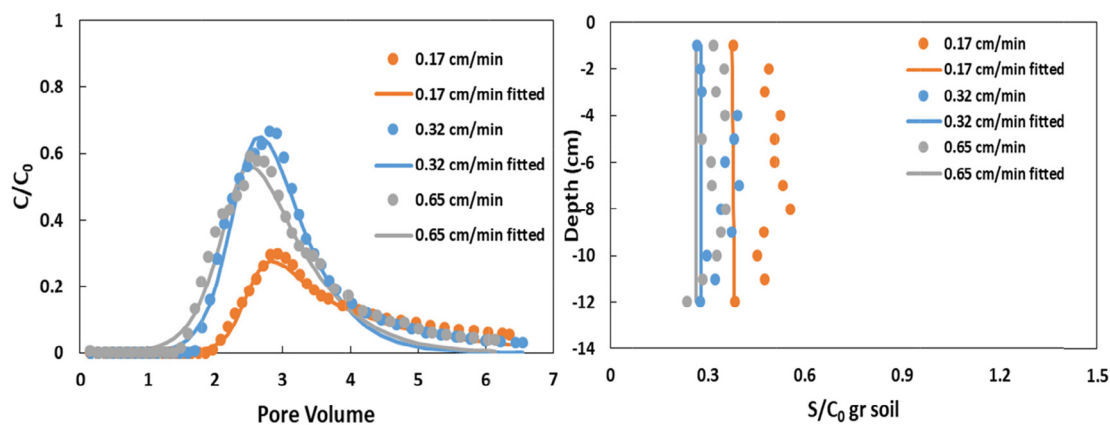 1
0.8
0.6
0.4
0.2
0
C/C0
0 1 2 3 4 5 6 7
Pore Volume
0.17 cm/min
0.17 cm/min fitted
0.32 cm/min
0.32 cm/min fitted
0.65 cm/min
0.65 cm/min fitted
0
-2
-4
-6
-8
-10
-12
-14
Depth (cm)
0.3 0.6 0.9 1.2 1.5
S/C0 gr soil
0.17 cm/min
0.17 cm/min fitted
0.32 cm/min
0.32 cm/min fitted
0.65 cm/min
0.65 cm/min fitted